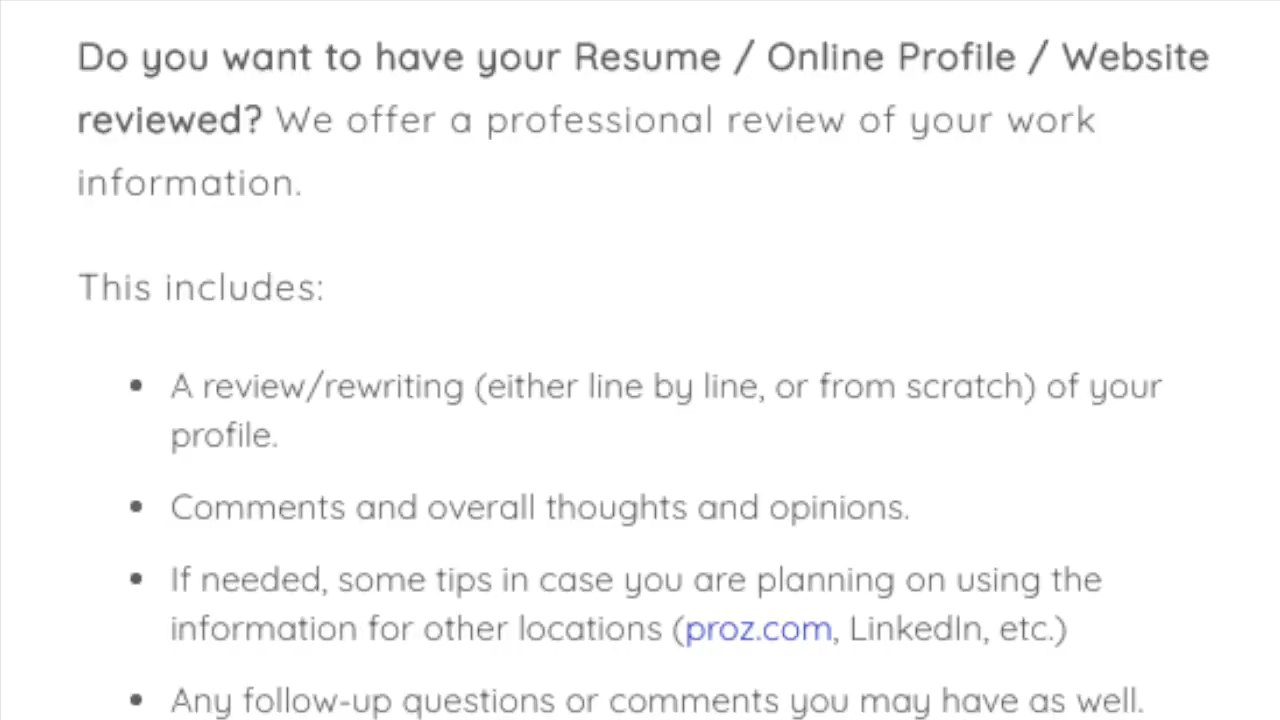 Do you want to have your Resume / Online Profile / Website
reviewed? We offer a professional review of your work
information.
This includes:
• A review/rewriting (either line by line, or from scratch) of your
profile.
• Comments and overall thoughts and opinions.
• If needed, some tips in case you are planning on using the
information for other locations (proz.com, LinkedIn, etc.)
• Any follow-up questions or comments you may have as well.